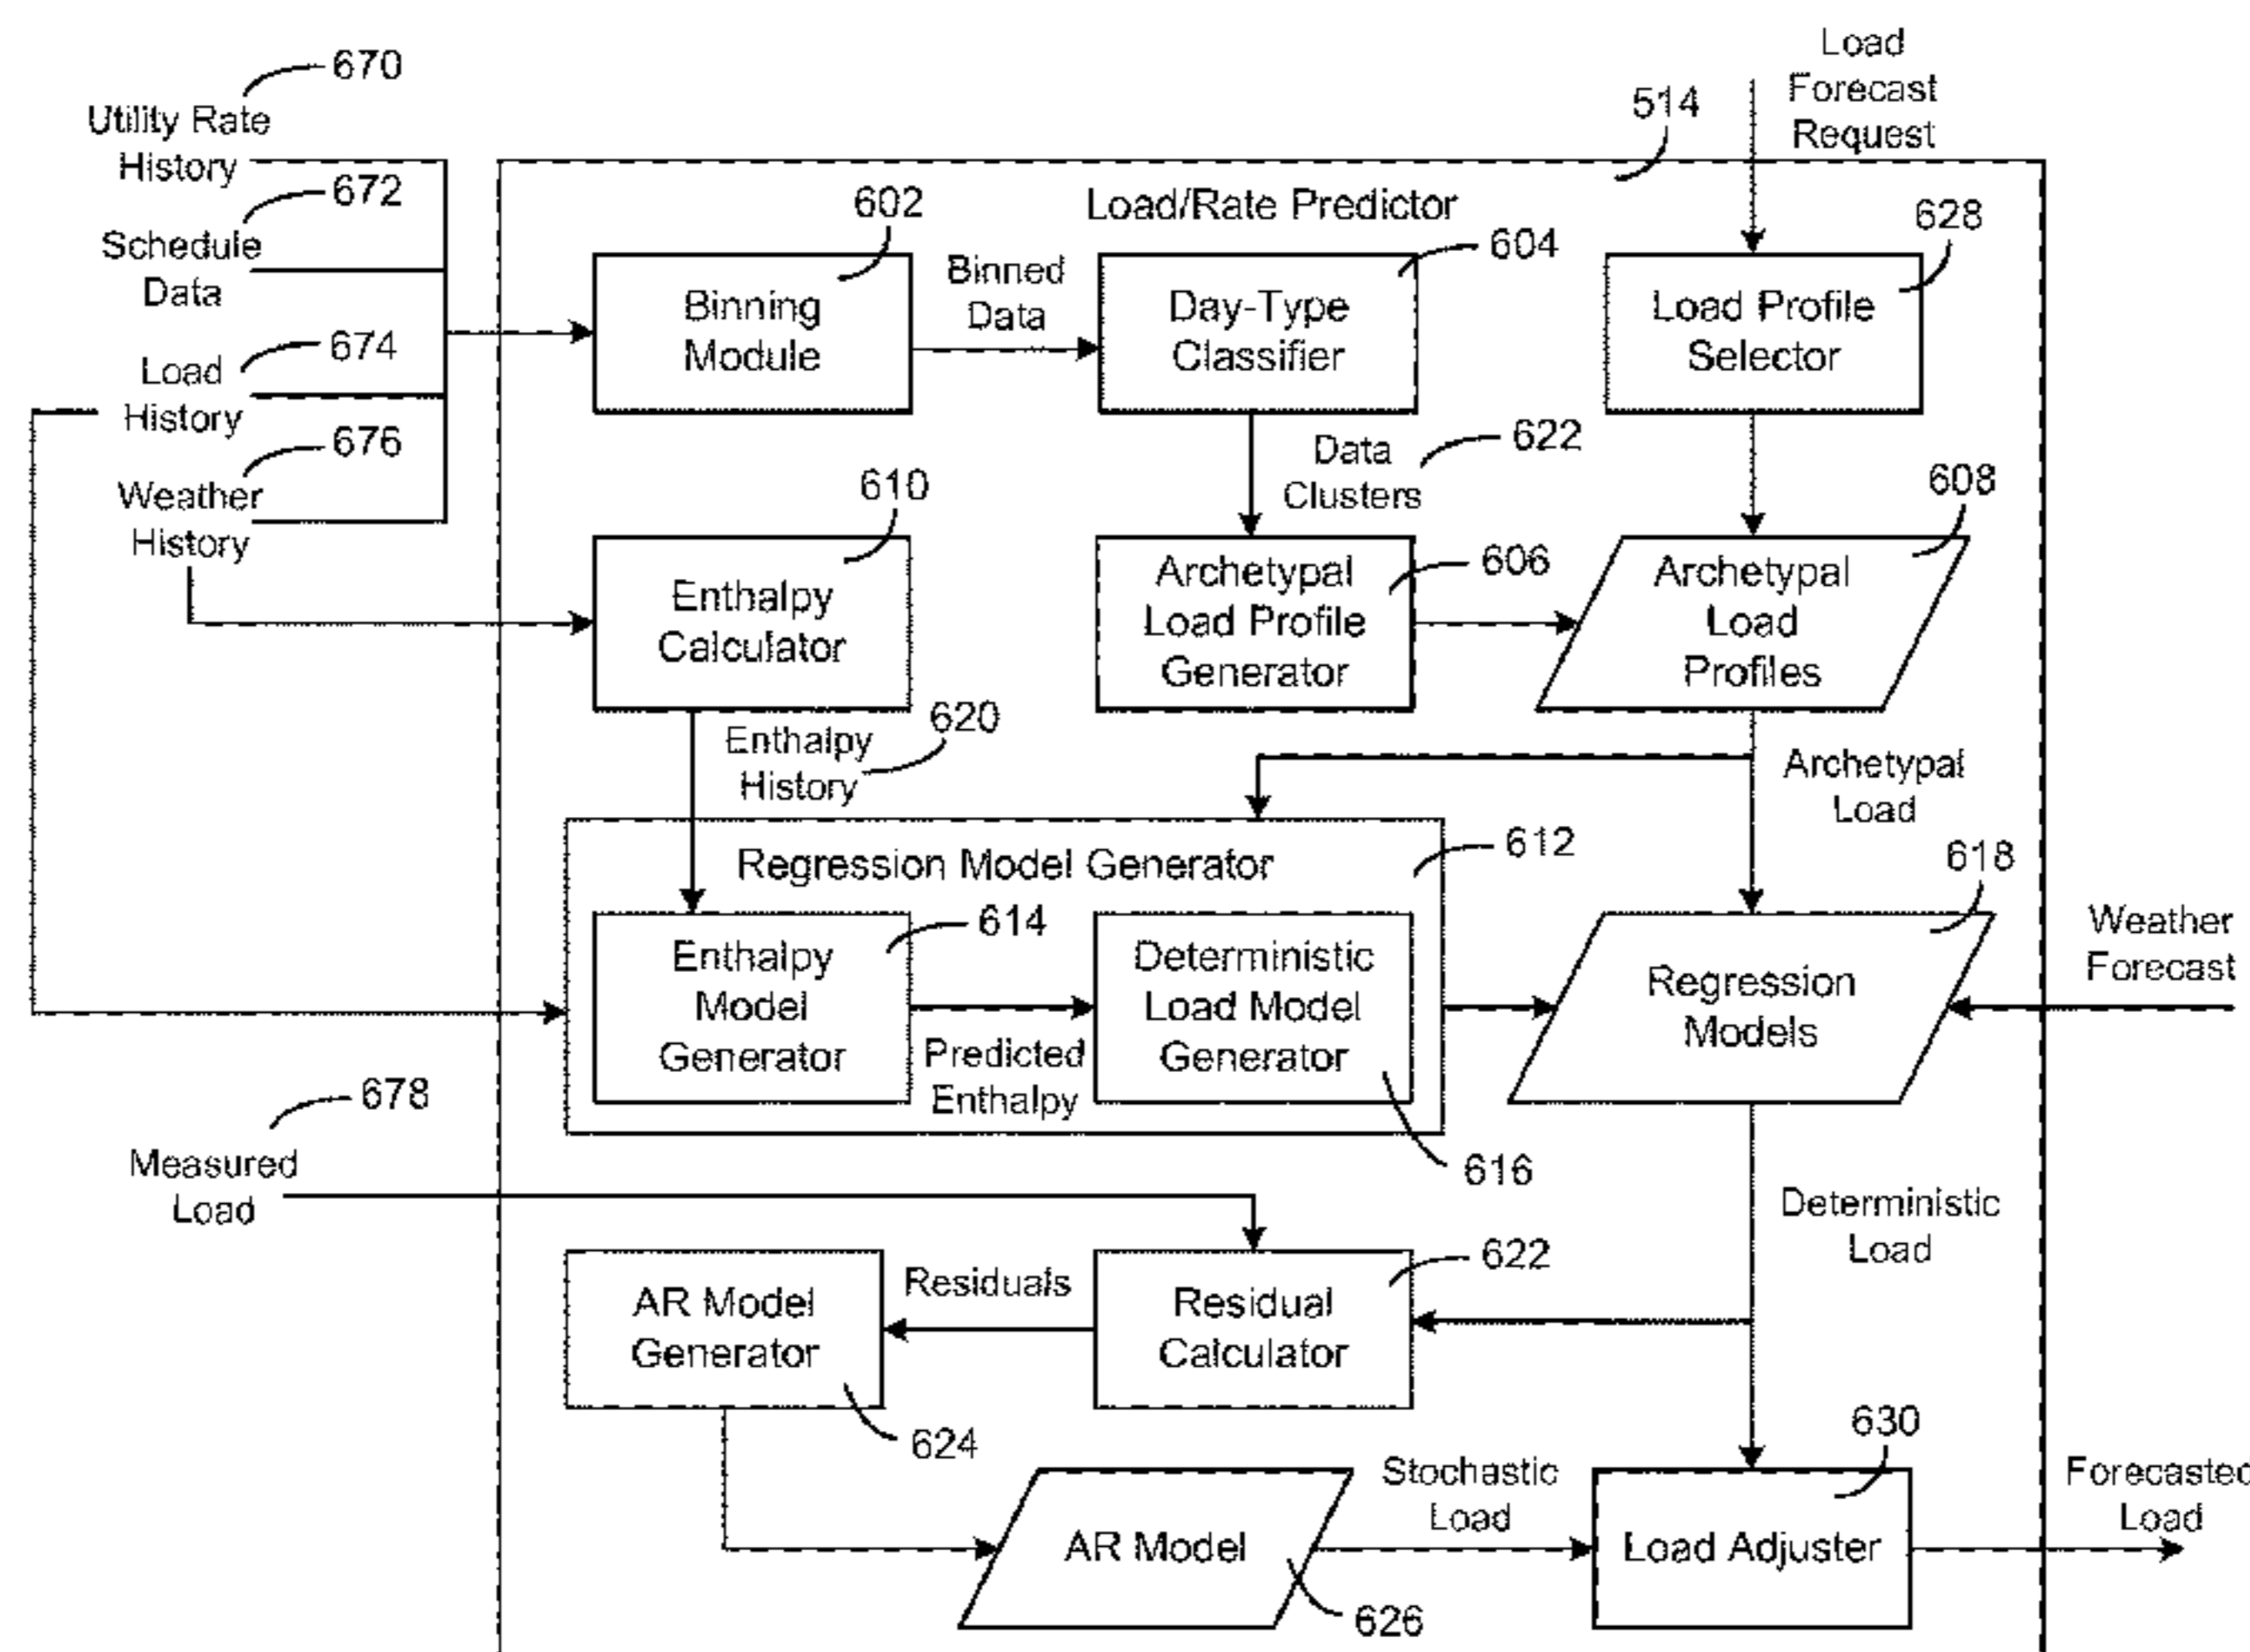 670
Utility Rate
History
672
Schedule
Data
674
Load
History
676
Weather
History
Load
Forecast
Request
514
Load/Rate Predictor
602
Binning
Module
Binned
Data
604
Day-Type
Classifier
628
Load Profile
Selector
Data
Clusters
622
610
Enthalpy
Calculator
Archetypal
Load Profile
Generator
606
608
Archetypal
Load
Profiles
Enthalpy
History
620
Archetypal
Load
Regression Model Generator
612
614
Enthalpy
Model
Generator
Predicted
Enthalpy
Deterministic
Load Model
Generator
616
618
Regression
Models
Weather
Forecast
678
Measured
Load
Deterministic
Load
AR Model
Generator
624
Residuals
Residual
Calculator
622
AR Model
626
Stochastic
Load
630
Load Adjuster
Forecasted
Load